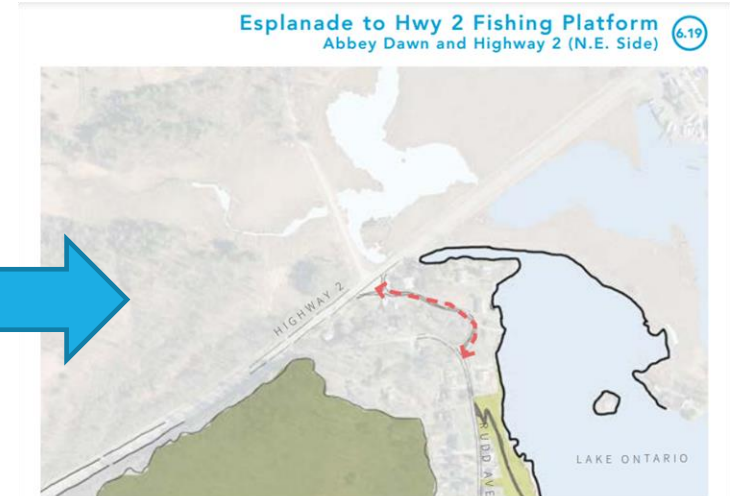 Esplanade to Hwy 2 Fishing Platform
Abbey Dawn and Highway 2 (N.E. Side)
6.19
HIGHWAY 2
RUDD AVE
LAKE ONTARIO